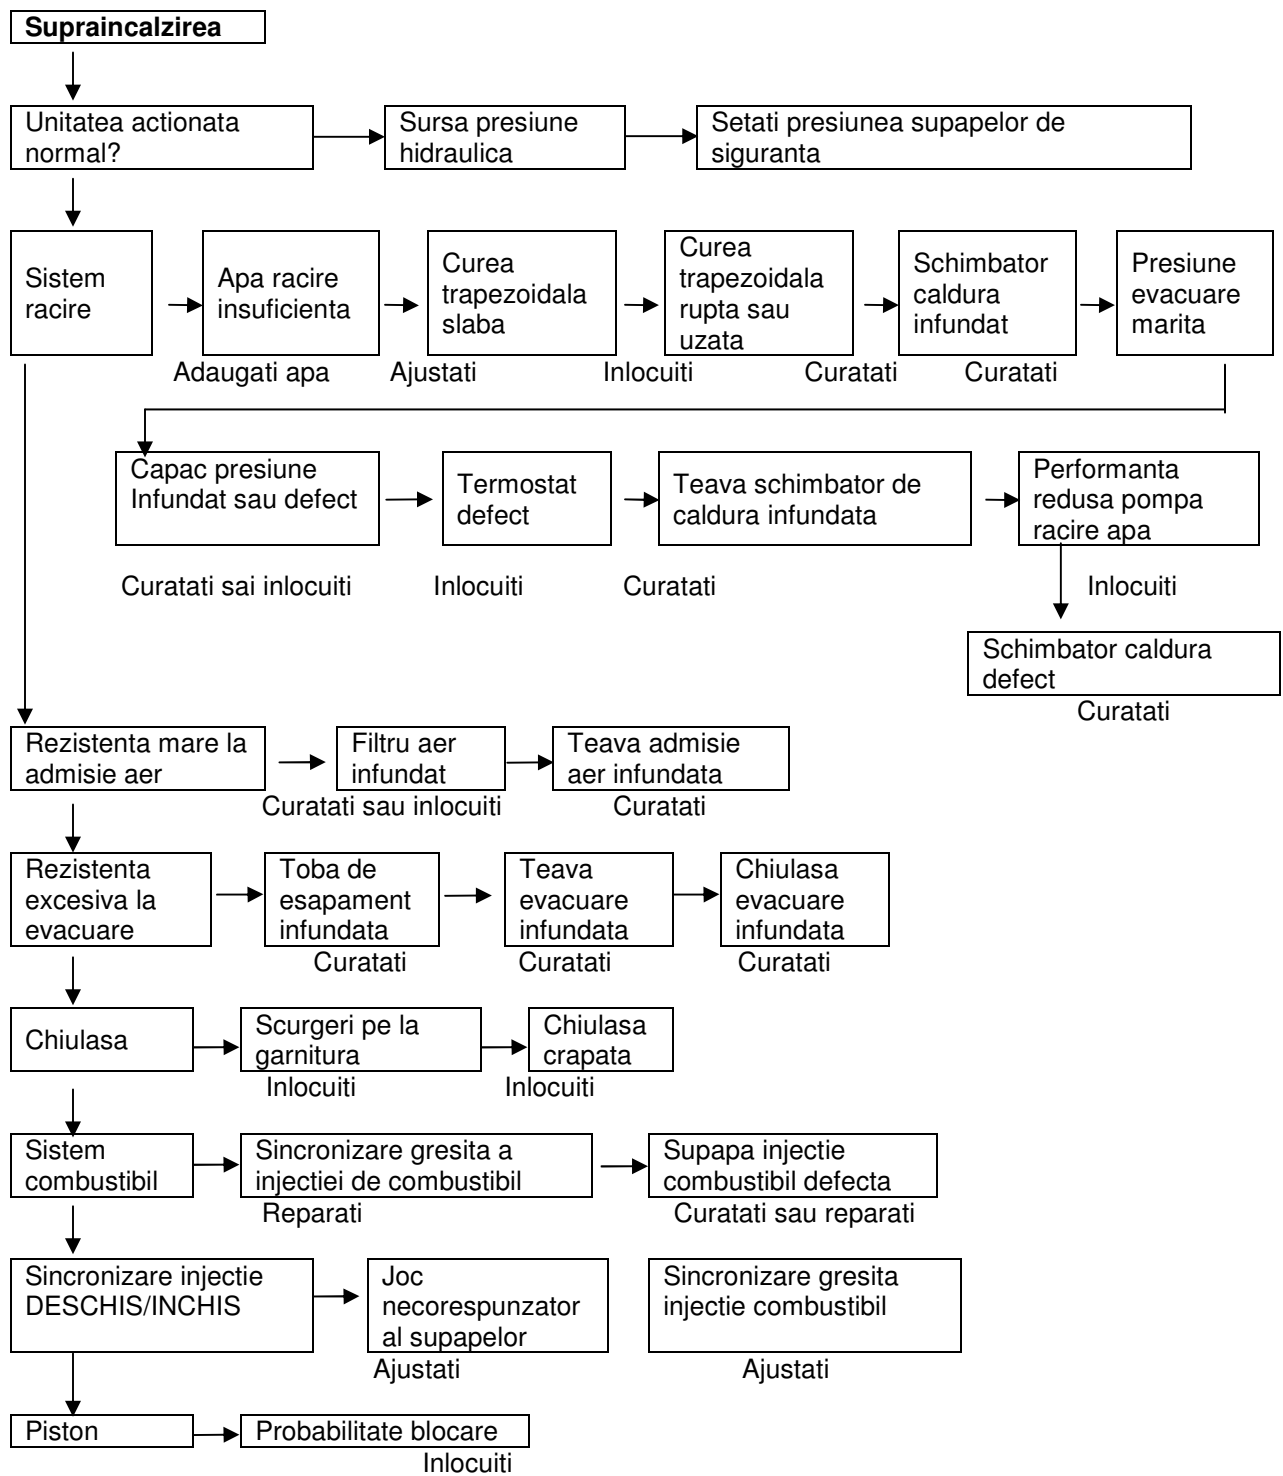 Supraincalzirea
Unitatea actionata
normal?
Sursa presiune
hidraulica
Setati presiunea supapelor de
siguranta
Sistem
racire
Apa racire
insuficienta
Curea
trapezoidala
slaba
Curea
trapezoidala
rupta sau
uzata
Schimbator
caldura
infundat
Presiune
evacuare
marita
Adaugati apa
Ajustati
Inlocuiti
Curatati
Curatati
Capac presiune
Infundat sau defect
Termostat
defect
Teava schimbator de
caldura infundata
Performanta
redusa pompa
racire apa
Curatati sai inlocuiti
Inlocuiti
Curatati
Inlocuiti
Schimbator caldura
defect
Curatati
Rezistenta mare la
admisie aer
Filtru aer
infundat
Teava admisie
aer infundata
Curatati sau inlocuiti
Curatati
Rezistenta
excesiva la
evacuare
Toba de
esapament
infundata
Teava
evacuare
infundata
Chiulasa
evacuare
infundata
Curatati
Curatati
Curatati
Chiulasa
Scurgeri pe la
garnitura
Chiulasa
crapata
Inlocuiti
Inlocuiti
Sistem
combustibil
Sincronizare gresita a
injectiei de combustibil
Supapa injectie
combustibil defecta
Reparati
Curatati sau reparati
Sincronizare injectie
DESCHIS/INCHIS
Joc
necorespunzator
al supapelor
Sincronizare gresita
injectie combustibil
Ajustati
Ajustati
Piston
Probabilitate blocare
Inlocuiti